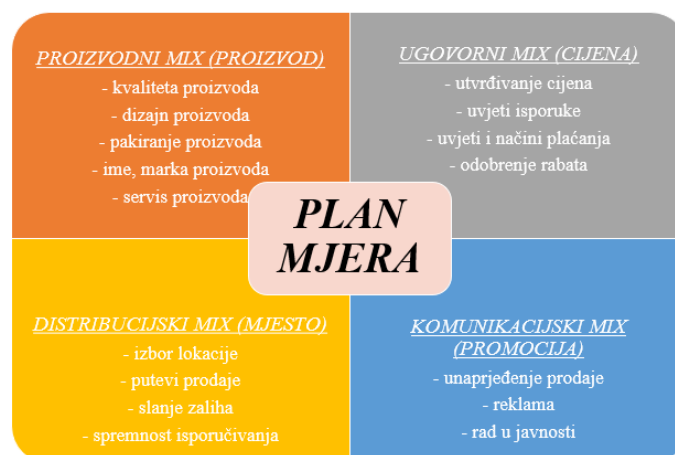 PROIZVODNI MIX (PROIZVOD)
- kvaliteta proizvoda
- dizajn proizvoda
- pakiranje proizvoda
- ime, marka proizvoda
- servis proizvoda
UGOVORNI MIX (CIJENA)
- utvrđivanje cijena
- uvjeti isporuke
- uvjeti i načini plaćanja
- odobrenje rabata
PLAN
MJERA
DISTRIBUCIJSKI MIX (MJESTO)
- izbor lokacije
- putevi prodaje
- slanje zaliha
- spremnost isporučivanja
KOMUNIKACIJSKI MIX
(PROMOCIJA)
- unaprjeđenje prodaje
- reklama
- rad u javnosti